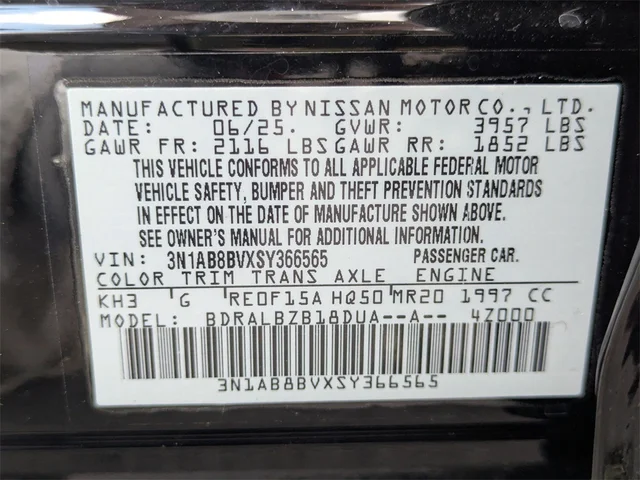 MANUFACTURED BY NISSAN MOTOR CO., LTD.
DATE: 06/25. GVWR: 3957 LBS
GAWR FR: 2116 LBS GAWR RR: 1852 LBS
THIS VEHICLE CONFORMS TO ALL APPLICABLE FEDERAL MOTOR
VEHICLE SAFETY, BUMPER AND THEFT PREVENTION STANDARDS
IN EFFECT ON THE DATE OF MANUFACTURE SHOWN ABOVE.
SEE OWNER'S MANUAL FOR ADDITIONAL INFORMATION.
VIN: 3N1AB8BVXSY366565 PASSENGER CAR.
COLOR TRIM TRANS AXLE ENGINE
KH3 G RE0F15A HQ50 MR20 1997 CC
MODEL: BDRALBZB18DUA--A-- 4Z000
3N1AB8BVXSY366565